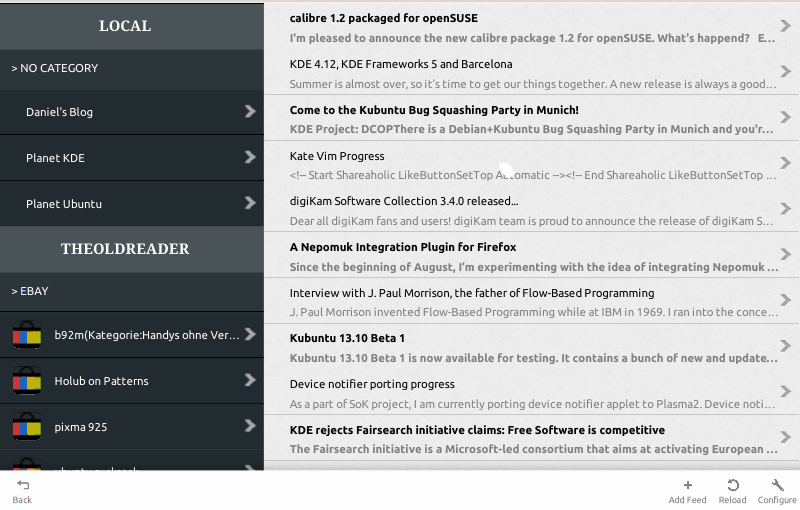 LOCAL
> NO CATEGORY
Daniel's Blog
Planet KDE
Planet Ubuntu
THEOLDREADER
> EBAY
b92m(Kategorie:Handys ohne Ver...
Holub on Patterns
pixma 925
calibre 1.2 packaged for openSUSE
I'm pleased to announce the new calibre package 1.2 for openSUSE. What's happend? E...
KDE 4.12, KDE Frameworks 5 and Barcelona
Summer is almost over, so it's time to get our things together. A new release is always a good...
Come to the Kubuntu Bug Squashing Party in Munich!
KDE Project: DCOPThere is a Debian+Kubuntu Bug Squashing Party in Munich and you'r...
Kate Vim Progress
<!-- Start Shareaholic LikeButtonSetTop Automatic --><!-- End Shareaholic LikeButtonSetTop ...
digiKam Software Collection 3.4.0 released...
Dear all digiKam fans and users! digiKam team is proud to announce the release of digiKam S...
A Nepomuk Integration Plugin for Firefox
Since the beginning of August, I'm experimenting with the idea of integrating Nepomuk ...
Interview with J. Paul Morrison, the father of Flow-Based Programming
J. Paul Morrison invented Flow-Based Programming while at IBM in 1969. I ran into the conce...
Kubuntu 13.10 Beta 1
Kubuntu 13.10 Beta 1 is now available for testing. It contains a bunch of new and update...
Device notifier porting progress
As a part of SoK project, I am currently porting device notifier applet to Plasma2. Device noti...
KDE rejects Fairsearch initiative claims: Free Software is competitive
The Fairsearch initiative is a Microsoft-led consortium that aims at activating European ...
Back
Add Feed
Reload
Configure